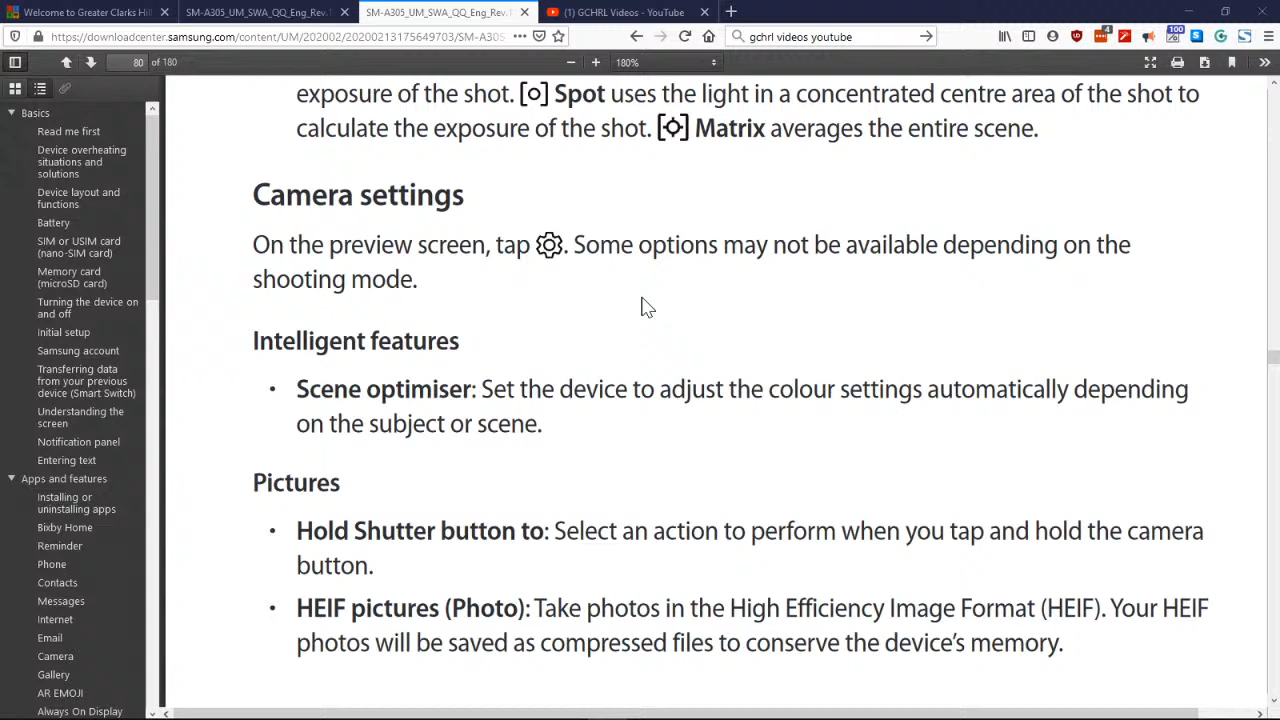 Welcome to Greater Clarks Hill
SM-A305_UM_SWA_QQ_Eng_Rev.
SM-A305_UM_SWA_QQ_Eng_Rev.
(1) GCHRL Videos - YouTube
https://downloadcenter.samsung.com/content/UM/202002/20200213175649703/SM-A305
gchrl videos youtube
4
100
80 of 180
180%
Basics
Read me first
Device overheating
situations and
solutions
Device layout and
functions
Battery
SIM or USIM card
(nano-SIM card)
Memory card
(microSD card)
Turning the device on
and off
Initial setup
Samsung account
Transferring data
from your previous
device (Smart Switch)
Understanding the
screen
Notification panel
Entering text
Apps and features
Installing or
uninstalling apps
Bixby Home
Reminder
Phone
Contacts
Messages
Internet
Email
Camera
Gallery
AR EMOJI
Always On Display
exposure of the shot. Spot uses the light in a concentrated centre area of the shot to
calculate the exposure of the shot. Matrix averages the entire scene.
Camera settings
On the preview screen, tap . Some options may not be available depending on the
shooting mode.
Intelligent features
• Scene optimiser: Set the device to adjust the colour settings automatically depending
on the subject or scene.
Pictures
• Hold Shutter button to: Select an action to perform when you tap and hold the camera
button.
• HEIF pictures (Photo): Take photos in the High Efficiency Image Format (HEIF). Your HEIF
photos will be saved as compressed files to conserve the device's memory.